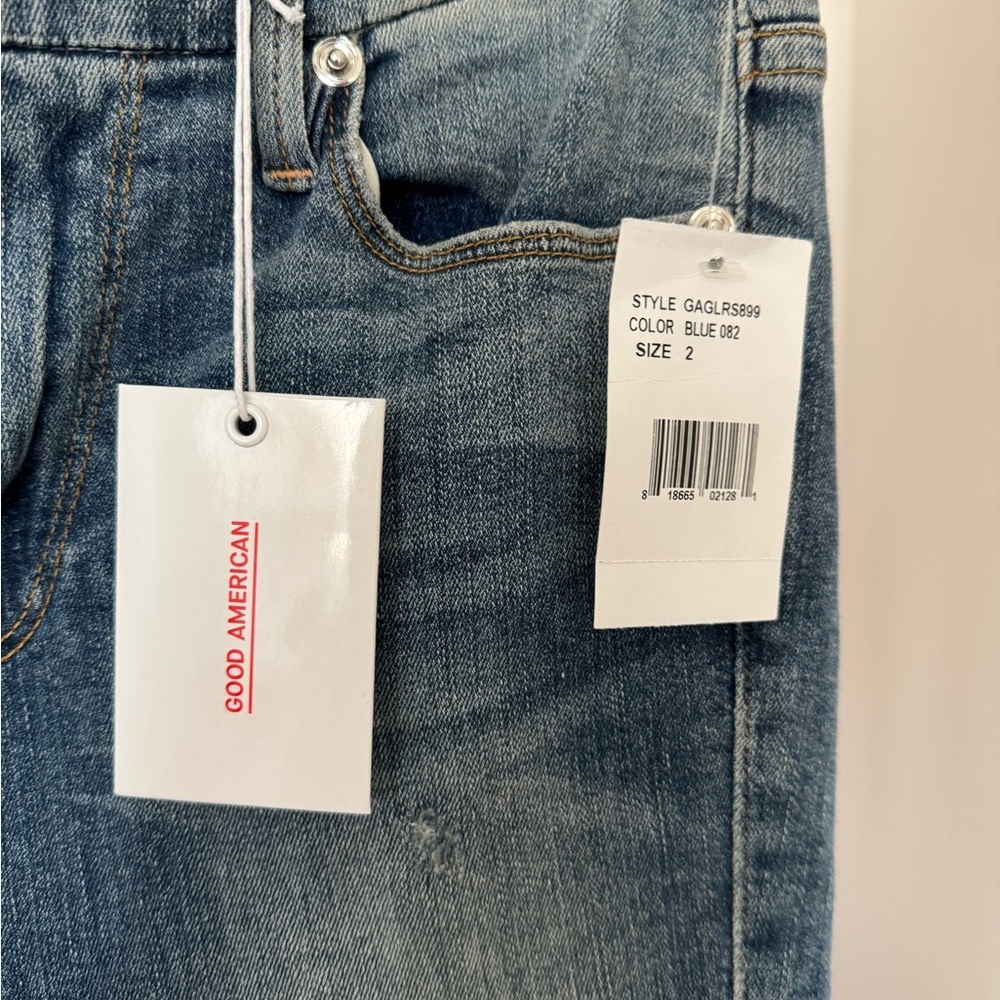 GOOD AMERICAN
STYLE GAGLRS899
COLOR BLUE 082
SIZE 2
8 18665 02128 1